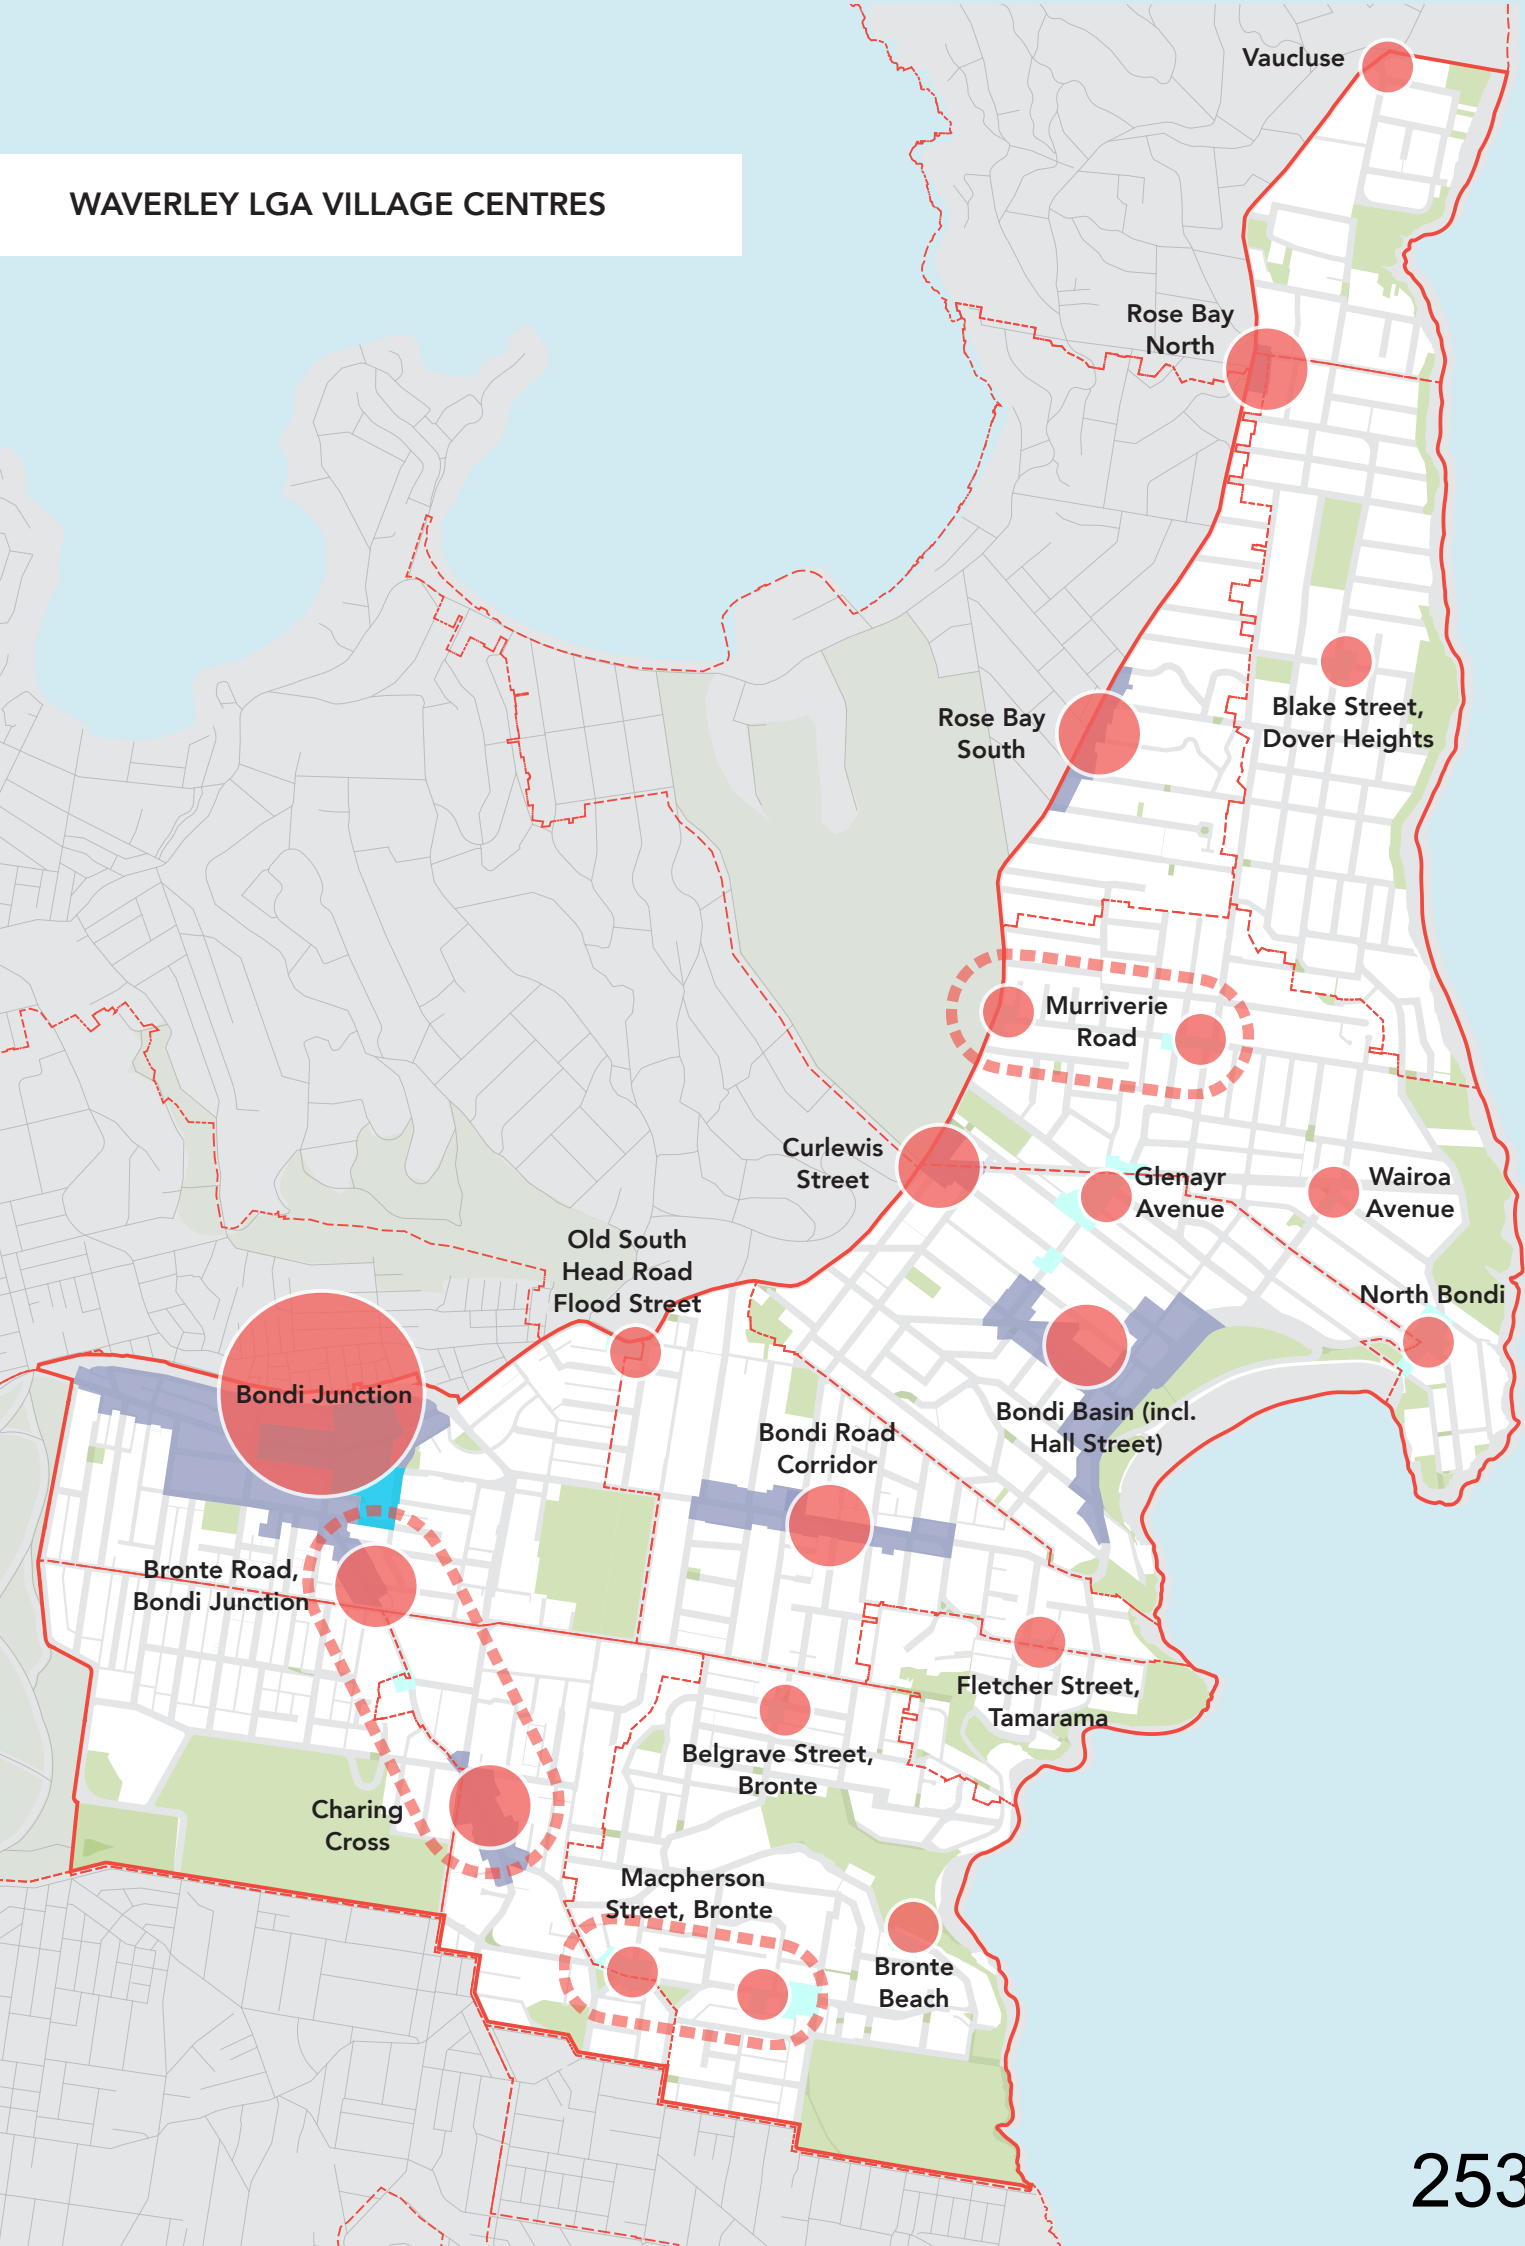 Vaucluse
WAVERLEY LGA VILLAGE CENTRES
Rose Bay
North
Rose Bay
South
Blake Street,
Dover Heights
Murriverie
Road
Curlewis
Street
Glenayr
Avenue
Wairoa
Avenue
Old South
Head Road
Flood Street
North Bondi
Bondi Junction
Bondi Basin (incl.
Hall Street)
Bondi Road
Corridor
Bronte Road,
Bondi Junction
Fletcher Street,
Tamarama
Belgrave Street,
Bronte
Charing
Cross
Macpherson
Street, Bronte
Bronte
Beach
253